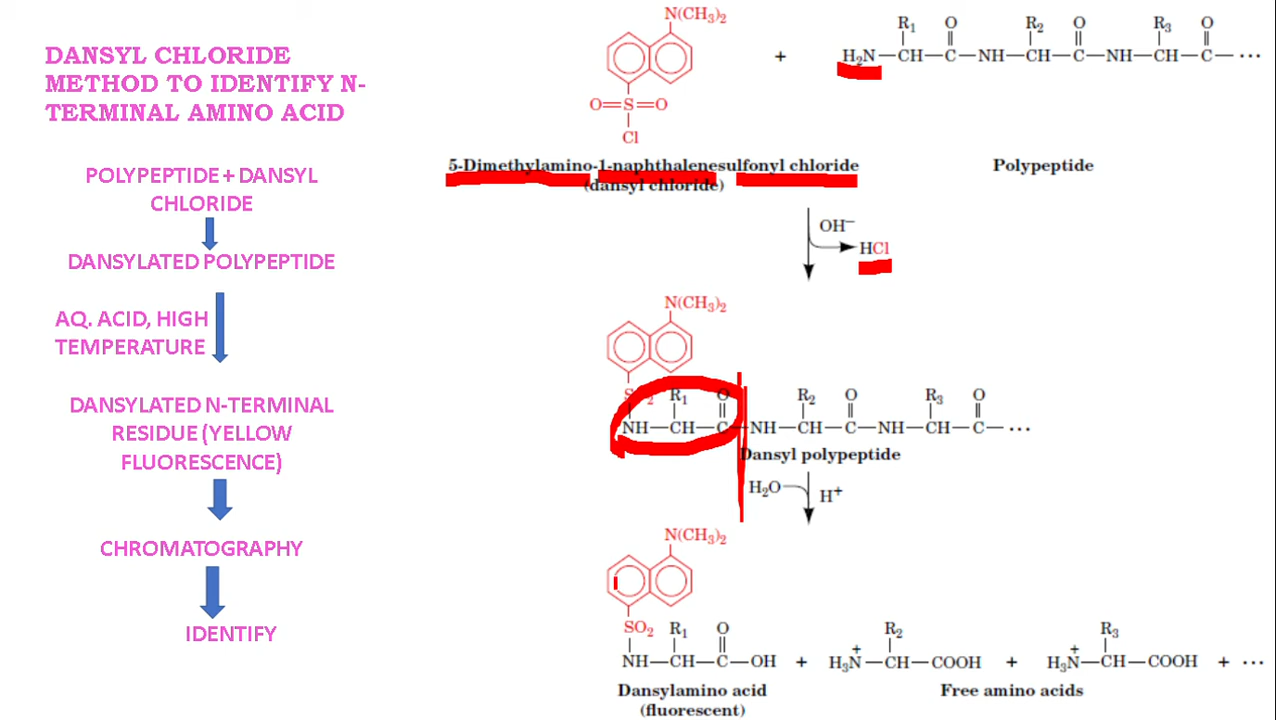 DANSYL CHLORIDE
METHOD TO IDENTIFY N-
TERMINAL AMINO ACID
POLYPEPTIDE + DANSYL
CHLORIDE
DANSYLATED POLYPEPTIDE
AQ. ACID, HIGH
TEMPERATURE
DANSYLATED N-TERMINAL
RESIDUE (YELLOW
FLUORESCENCE)
CHROMATOGRAPHY
IDENTIFY
N(CH₃)₂
O=S=O
Cl
+
R₁ O R₂ O R₃ O
H₂N—CH—C—NH—CH—C—NH—CH—C—···
5-Dimethylamino-1-naphthalenesulfonyl chloride
(dansyl chloride)
Polypeptide
OH⁻
HCl
N(CH₃)₂
R₁ O R₂ O R₃ O
NH—CH—C—NH—CH—C—NH—CH—C—···
Dansyl polypeptide
H₂O
H⁺
N(CH₃)₂
SO₂ R₁ O
NH—CH—C—OH + H₃N⁺—CH—COOH + H₃N⁺—CH—COOH + ···
R₂
R₃
Dansylamino acid
(fluorescent)
Free amino acids